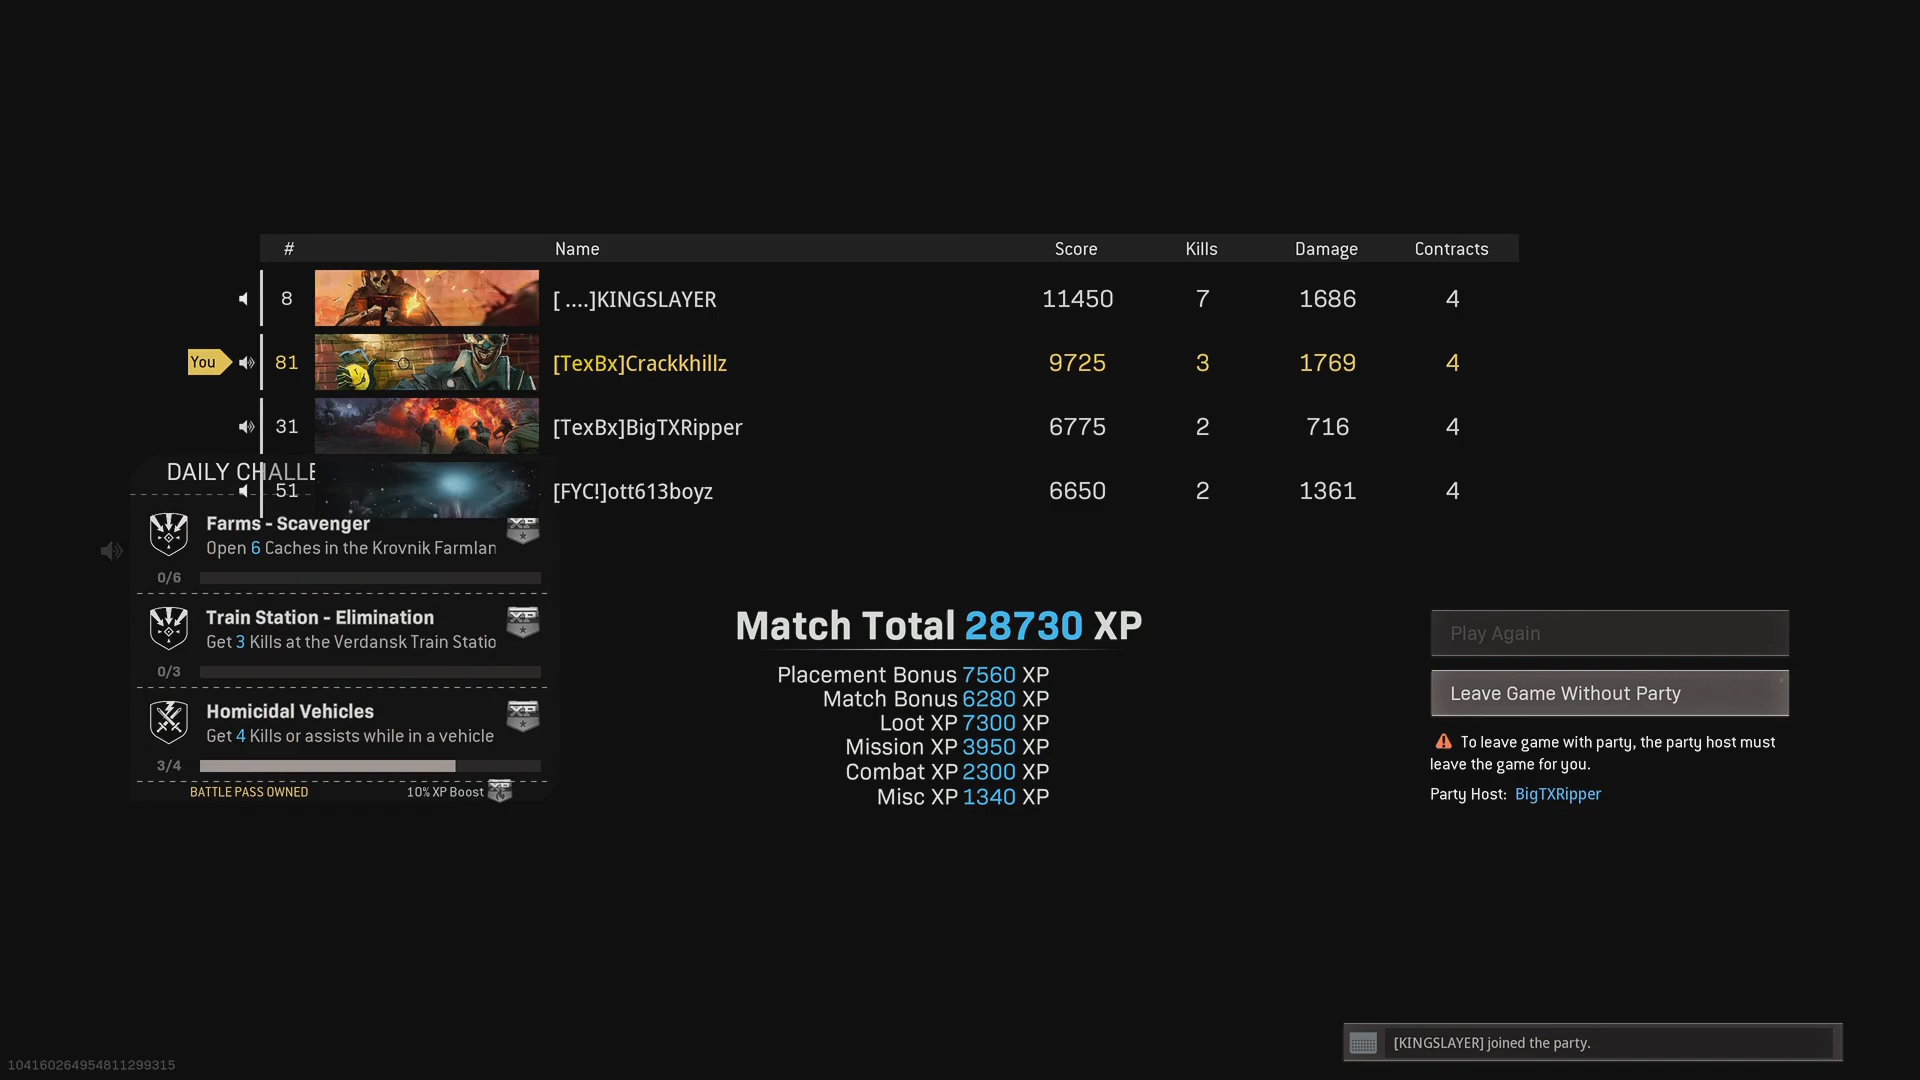 # Name Score Kills Damage Contracts
8 [ ....]KINGSLAYER 11450 7 1686 4
You 81 [TexBx]Crackkhillz 9725 3 1769 4
31 [TexBx]BigTXRipper 6775 2 716 4
DAILY CHALLE
51 [FYC!]ott613boyz 6650 2 1361 4
Farms - Scavenger XP
Open 6 Caches in the Krovnik Farmlan
0/6
Train Station - Elimination XP
Get 3 Kills at the Verdansk Train Statio
0/3
Homicidal Vehicles XP
Get 4 Kills or assists while in a vehicle
3/4
BATTLE PASS OWNED 10% XP Boost XP
Match Total 28730 XP
Placement Bonus 7560 XP
Match Bonus 6280 XP
Loot XP 7300 XP
Mission XP 3950 XP
Combat XP 2300 XP
Misc XP 1340 XP
Play Again
Leave Game Without Party
To leave game with party, the party host must
leave the game for you.
Party Host: BigTXRipper
[KINGSLAYER] joined the party.
104160264954811299315